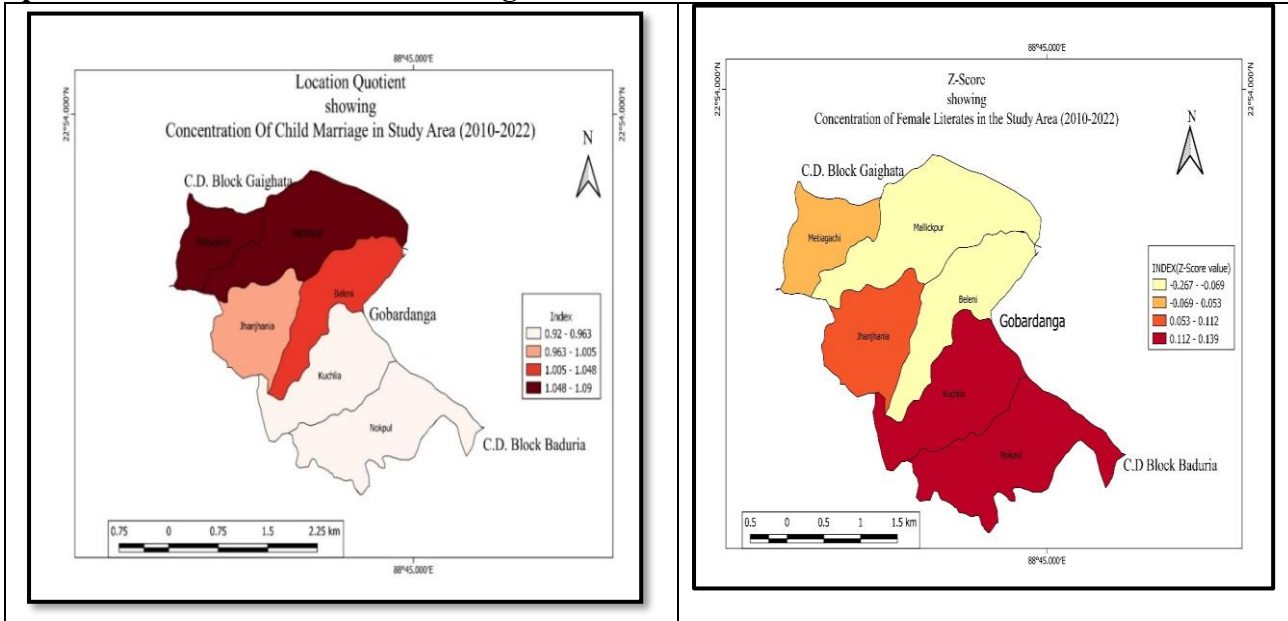 88°45.000'E
Location Quotient
showing
Concentration Of Child Marriage in Study Area (2010-2022)
22°54.000'N
22°54.000'N
N
C.D. Block Gaighata
Mallickpur
Beleni
Jhanjhania
Gobardanga
Kuchlia
Nokpul
C.D. Block Baduria
Index
0.92 - 0.963
0.963 - 1.005
1.005 - 1.048
1.048 - 1.09
0.75 0 0.75 1.5 2.25 km
88°45.000'E
88°45.000'E
Z-Score
showing
Concentration of Female Literates in the Study Area (2010-2022)
22°54.000'N
22°54.000'N
N
C.D. Block Gaighata
Metiagachi
Mallickpur
Beleni
Jhanjhania
Gobardanga
Kuchlia
Nokpul
C.D Block Baduria
INDEX(Z-Score value)
-0.267 - -0.069
-0.069 - 0.053
0.053 - 0.112
0.112 - 0.139
0.5 0 0.5 1 1.5 km
88°45.000'E